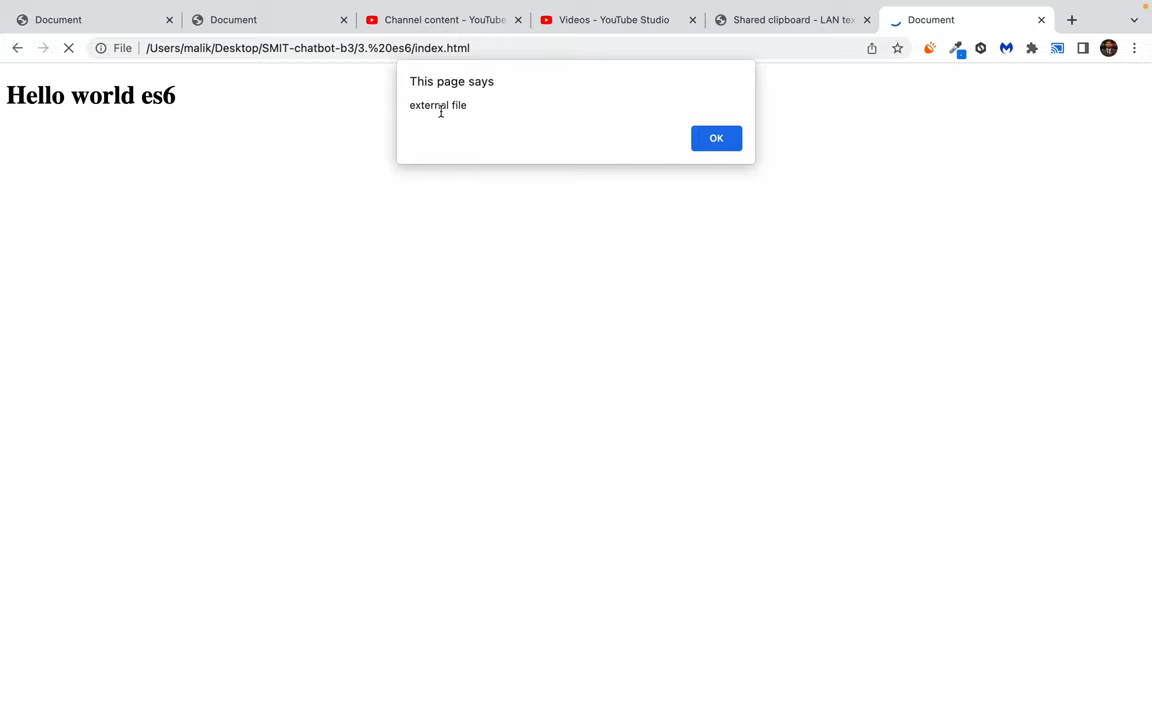 Document
Document
Channel content - YouTube
Videos - YouTube Studio
Shared clipboard - LAN tex
Document
File
/Users/malik/Desktop/SMIT-chatbot-b3/3.%20es6/index.html
Hello world es6
This page says
external file
OK